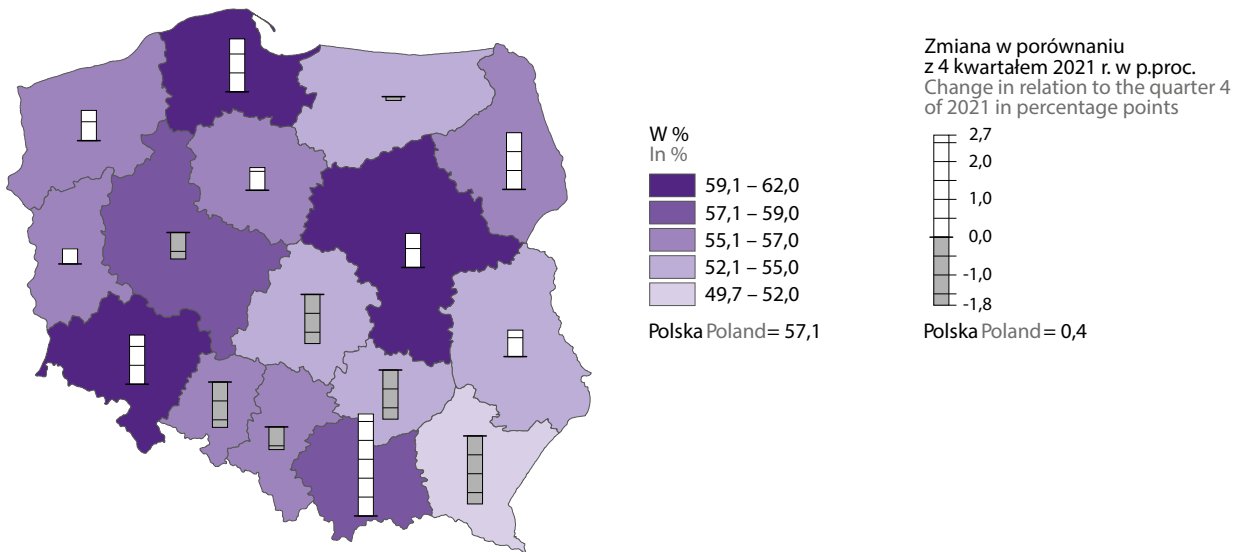 W %
In %
59,1 – 62,0
57,1 – 59,0
55,1 – 57,0
52,1 – 55,0
49,7 – 52,0
Polska Poland = 57,1
Zmiana w porównaniu
z 4 kwartałem 2021 r. w p.proc.
Change in relation to the quarter 4
of 2021 in percentage points
2,7
2,0
1,0
0,0
-1,0
-1,8
Polska Poland = 0,4